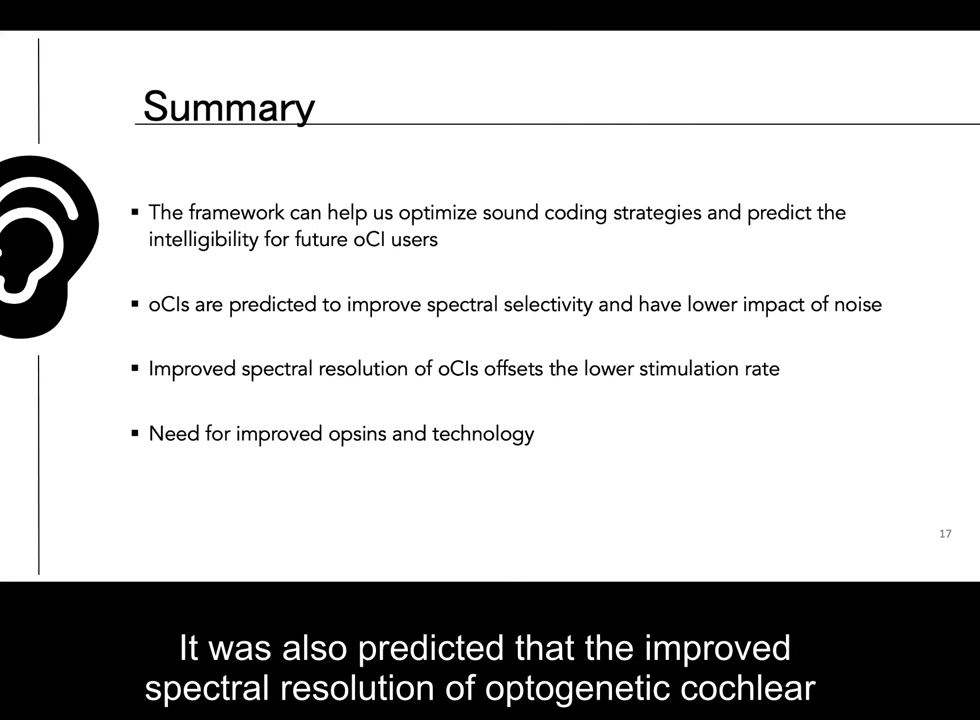 Summary
▪ The framework can help us optimize sound coding strategies and predict the
intelligibility for future oCI users
▪ oCIs are predicted to improve spectral selectivity and have lower impact of noise
▪ Improved spectral resolution of oCIs offsets the lower stimulation rate
▪ Need for improved opsins and technology
17
It was also predicted that the improved
spectral resolution of optogenetic cochlear